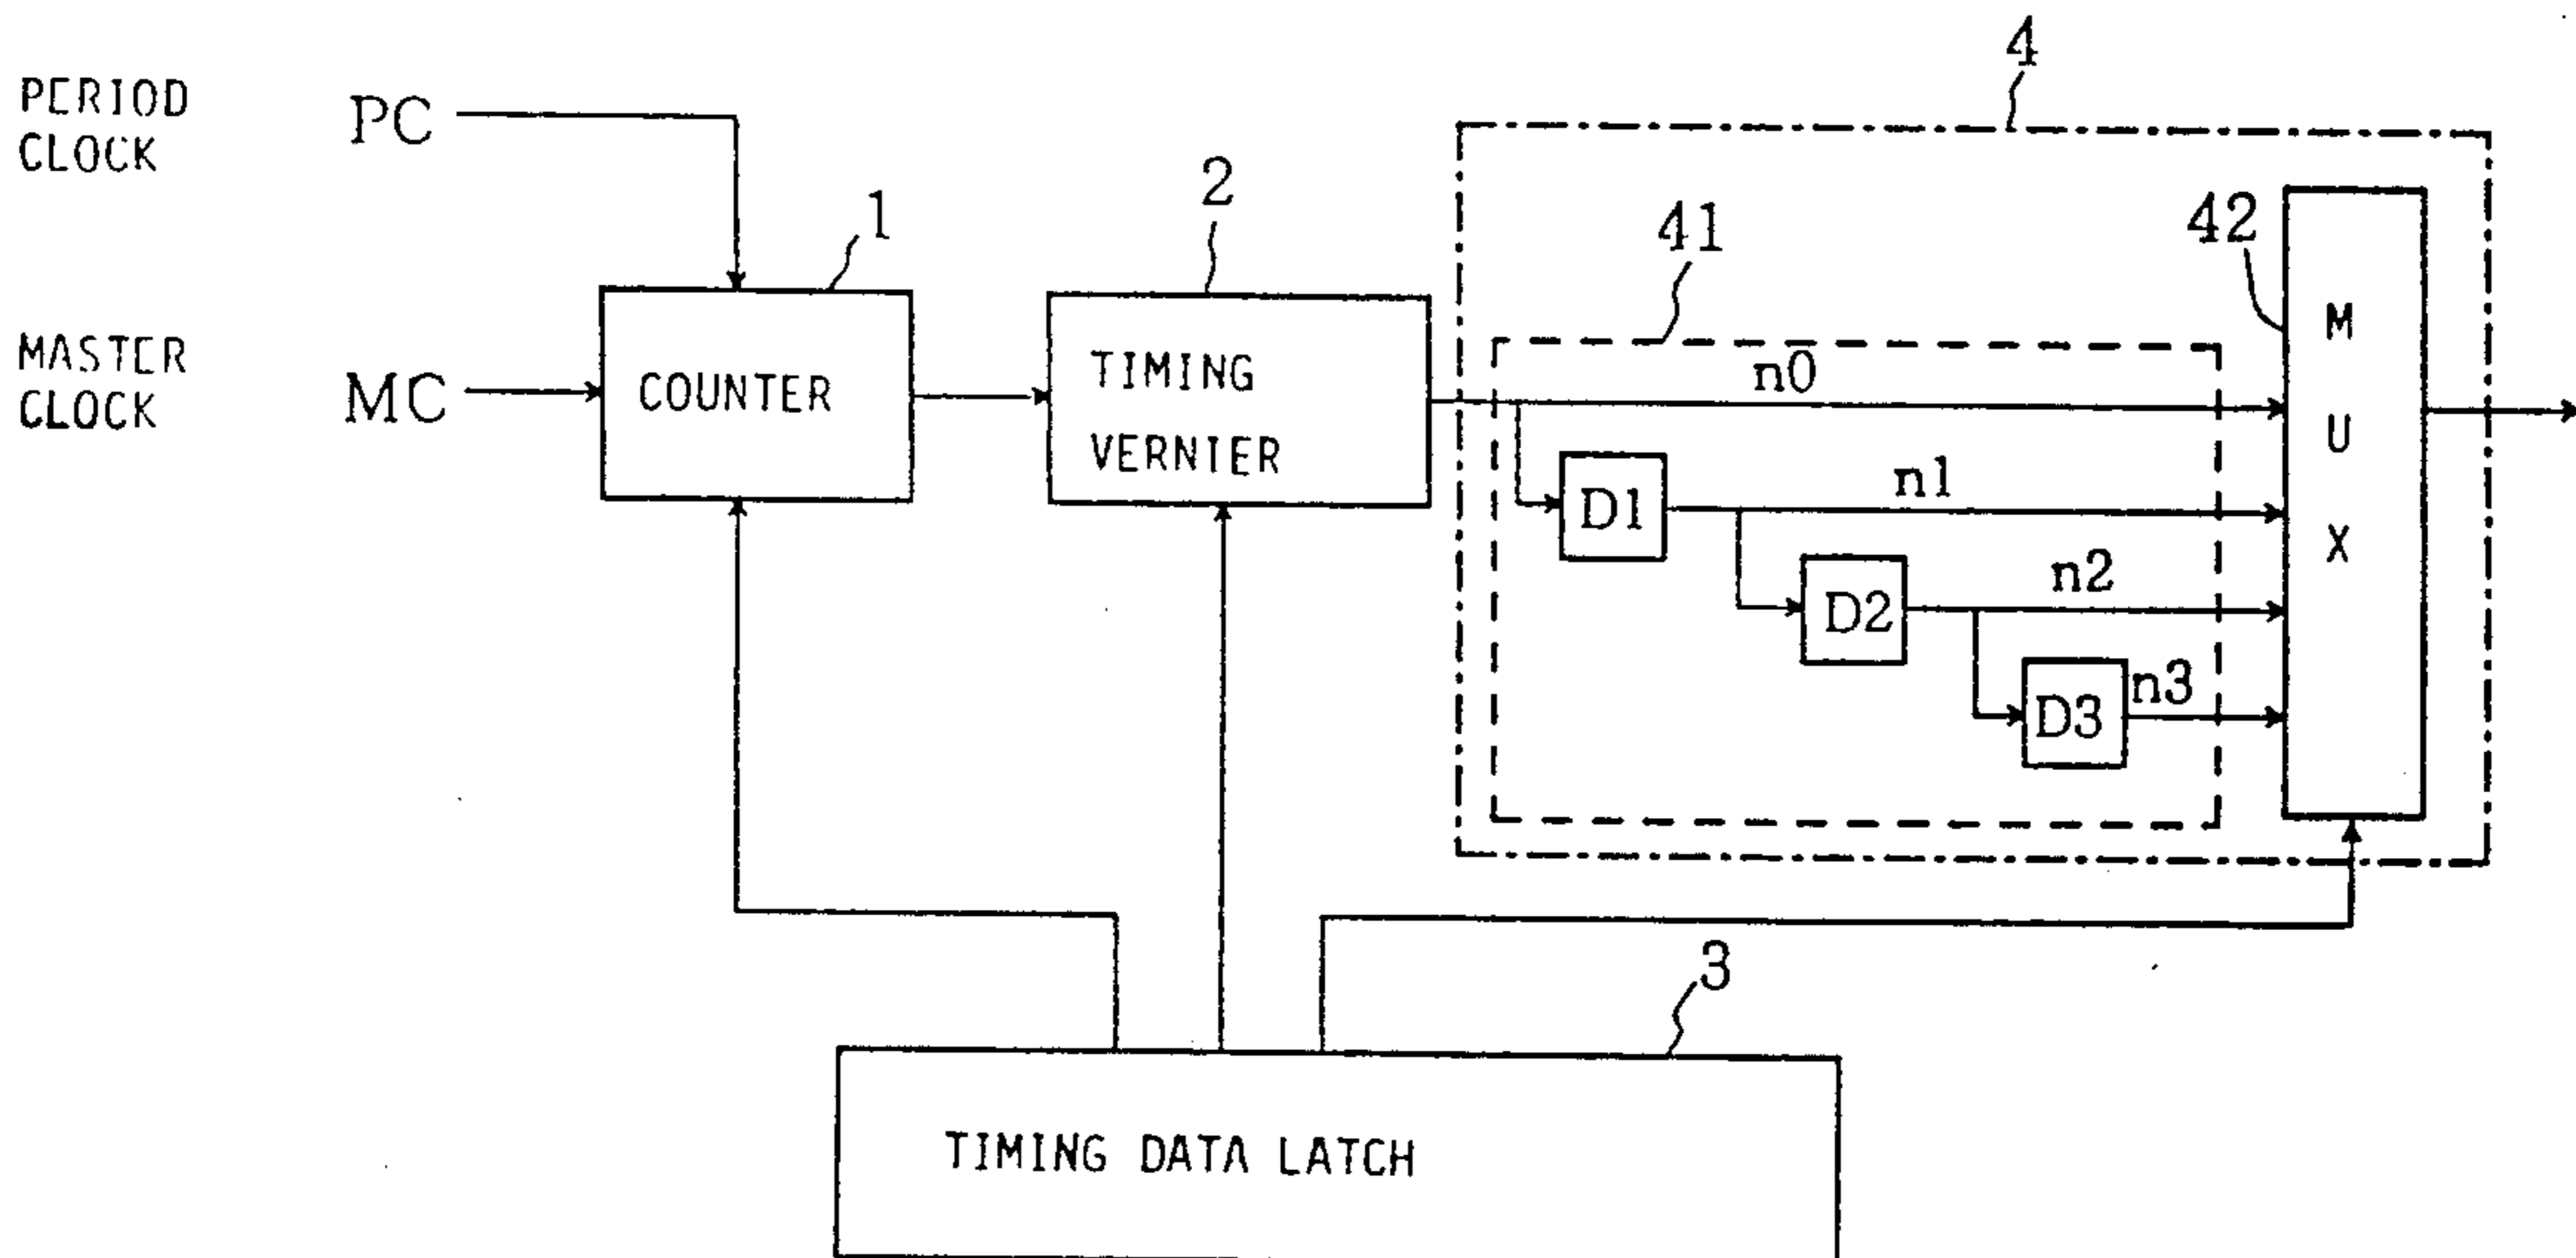 4
PERIOD
CLOCK
PC
2
1
41
42
MASTER
CLOCK
MC
COUNTER
TIMING
VERNIER
n0
M
U
X
D1
n1
D2
n2
D3
n3
3
TIMING DATA LATCH